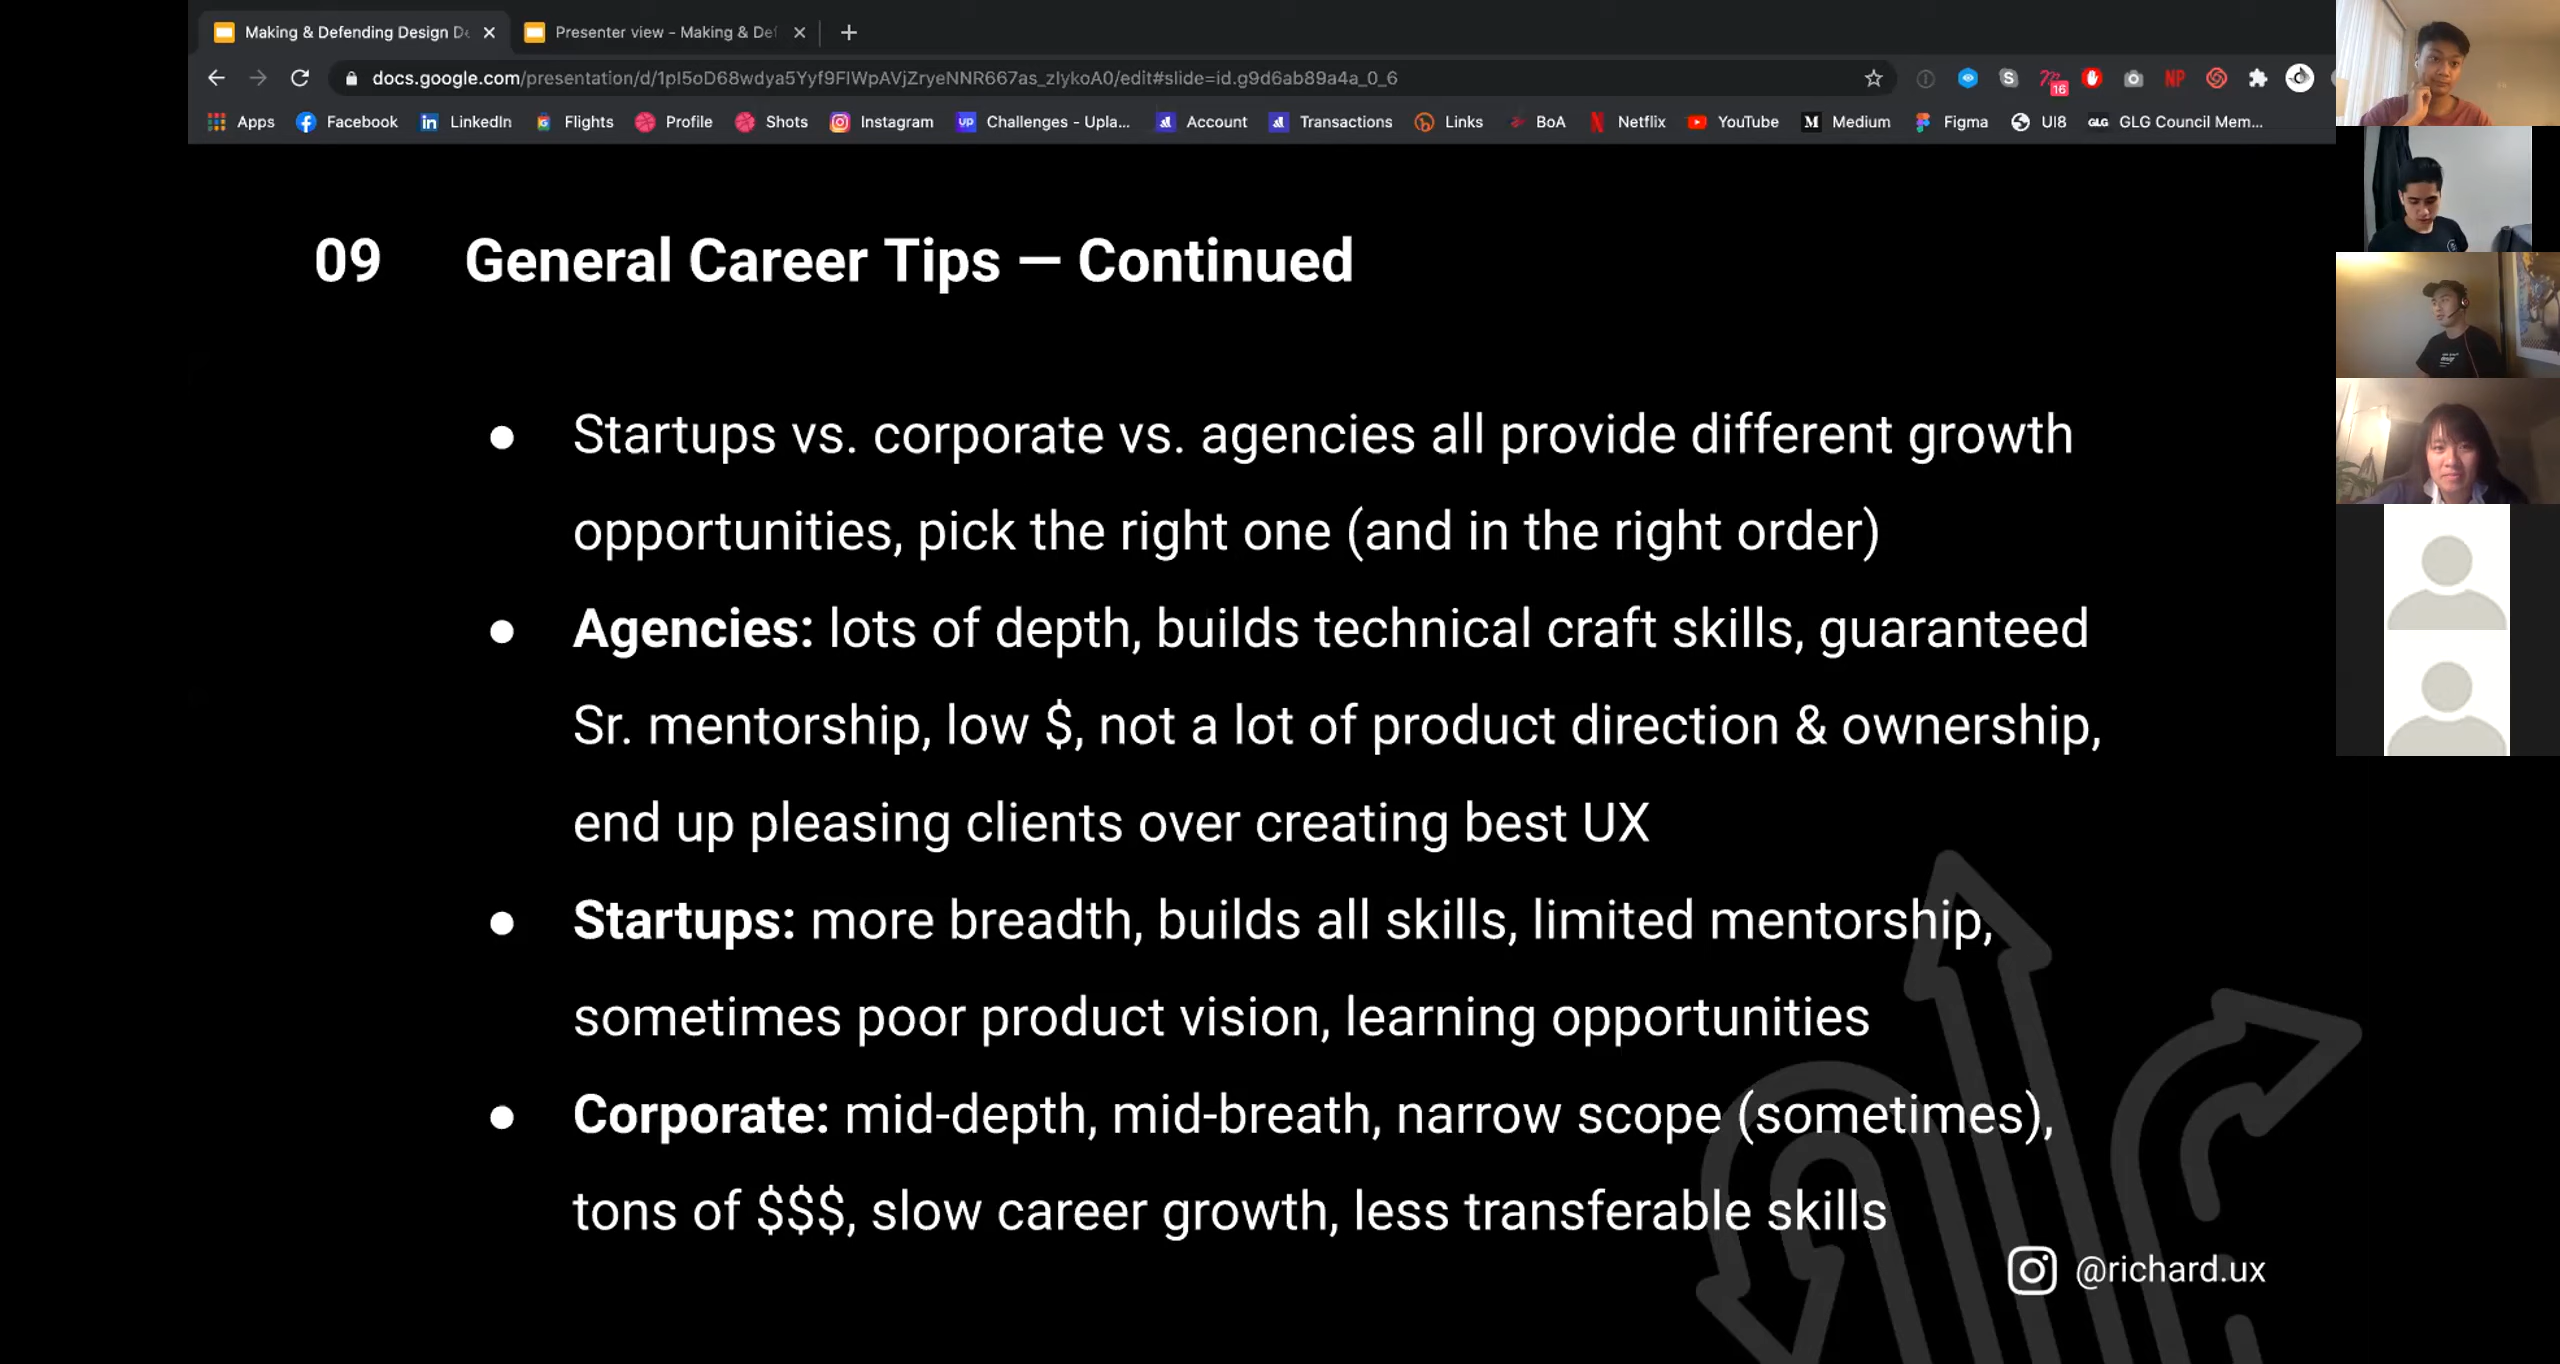 Making & Defending Design De
Presenter view - Making & Def
docs.google.com/presentation/d/1pI5oD68wdya5Yyf9FIWpAVjZryeNNR667as_zIykoA0/edit#slide=id.g9d6ab89a4a_0_6
16
NP
Apps Facebook LinkedIn Flights Profile Shots Instagram UP Challenges - Upla... Account Transactions Links BoA Netflix YouTube Medium Figma UI8 GLG GLG Council Mem...
09 General Career Tips — Continued
● Startups vs. corporate vs. agencies all provide different growth
opportunities, pick the right one (and in the right order)
● Agencies: lots of depth, builds technical craft skills, guaranteed
Sr. mentorship, low $, not a lot of product direction & ownership,
end up pleasing clients over creating best UX
● Startups: more breadth, builds all skills, limited mentorship,
sometimes poor product vision, learning opportunities
● Corporate: mid-depth, mid-breath, narrow scope (sometimes),
tons of $$$, slow career growth, less transferable skills
@richard.ux